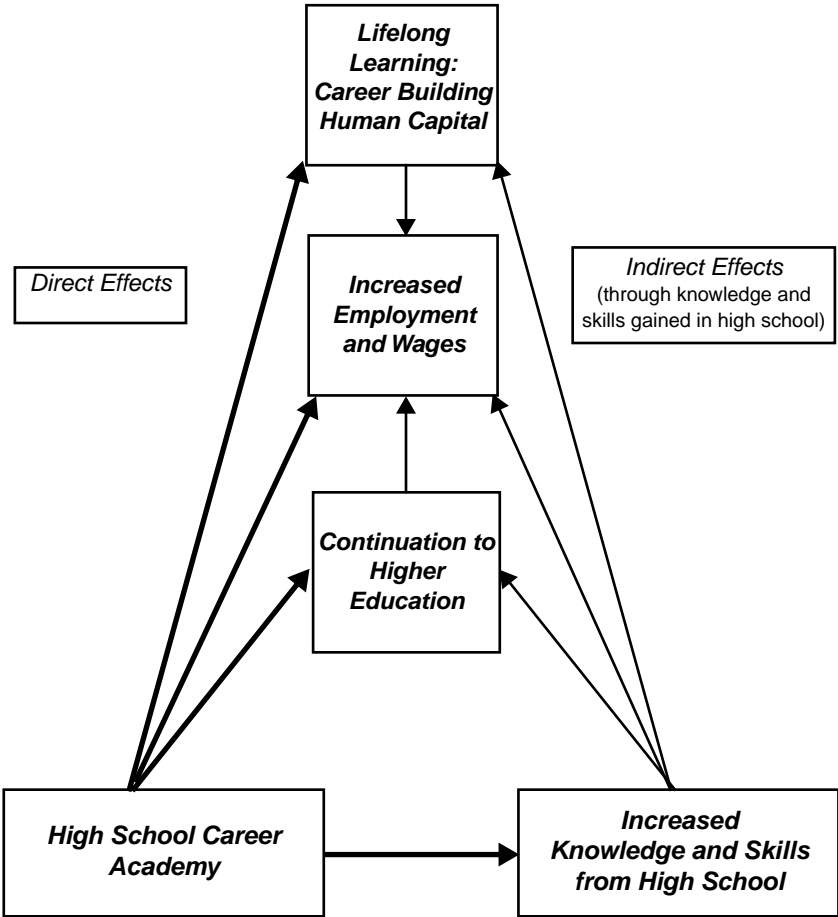 Lifelong
Learning:
Career Building
Human Capital
Direct Effects
Increased
Employment
and Wages
Indirect Effects
(through knowledge and
skills gained in high school)
Continuation to
Higher
Education
High School Career
Academy
Increased
Knowledge and Skills
from High School